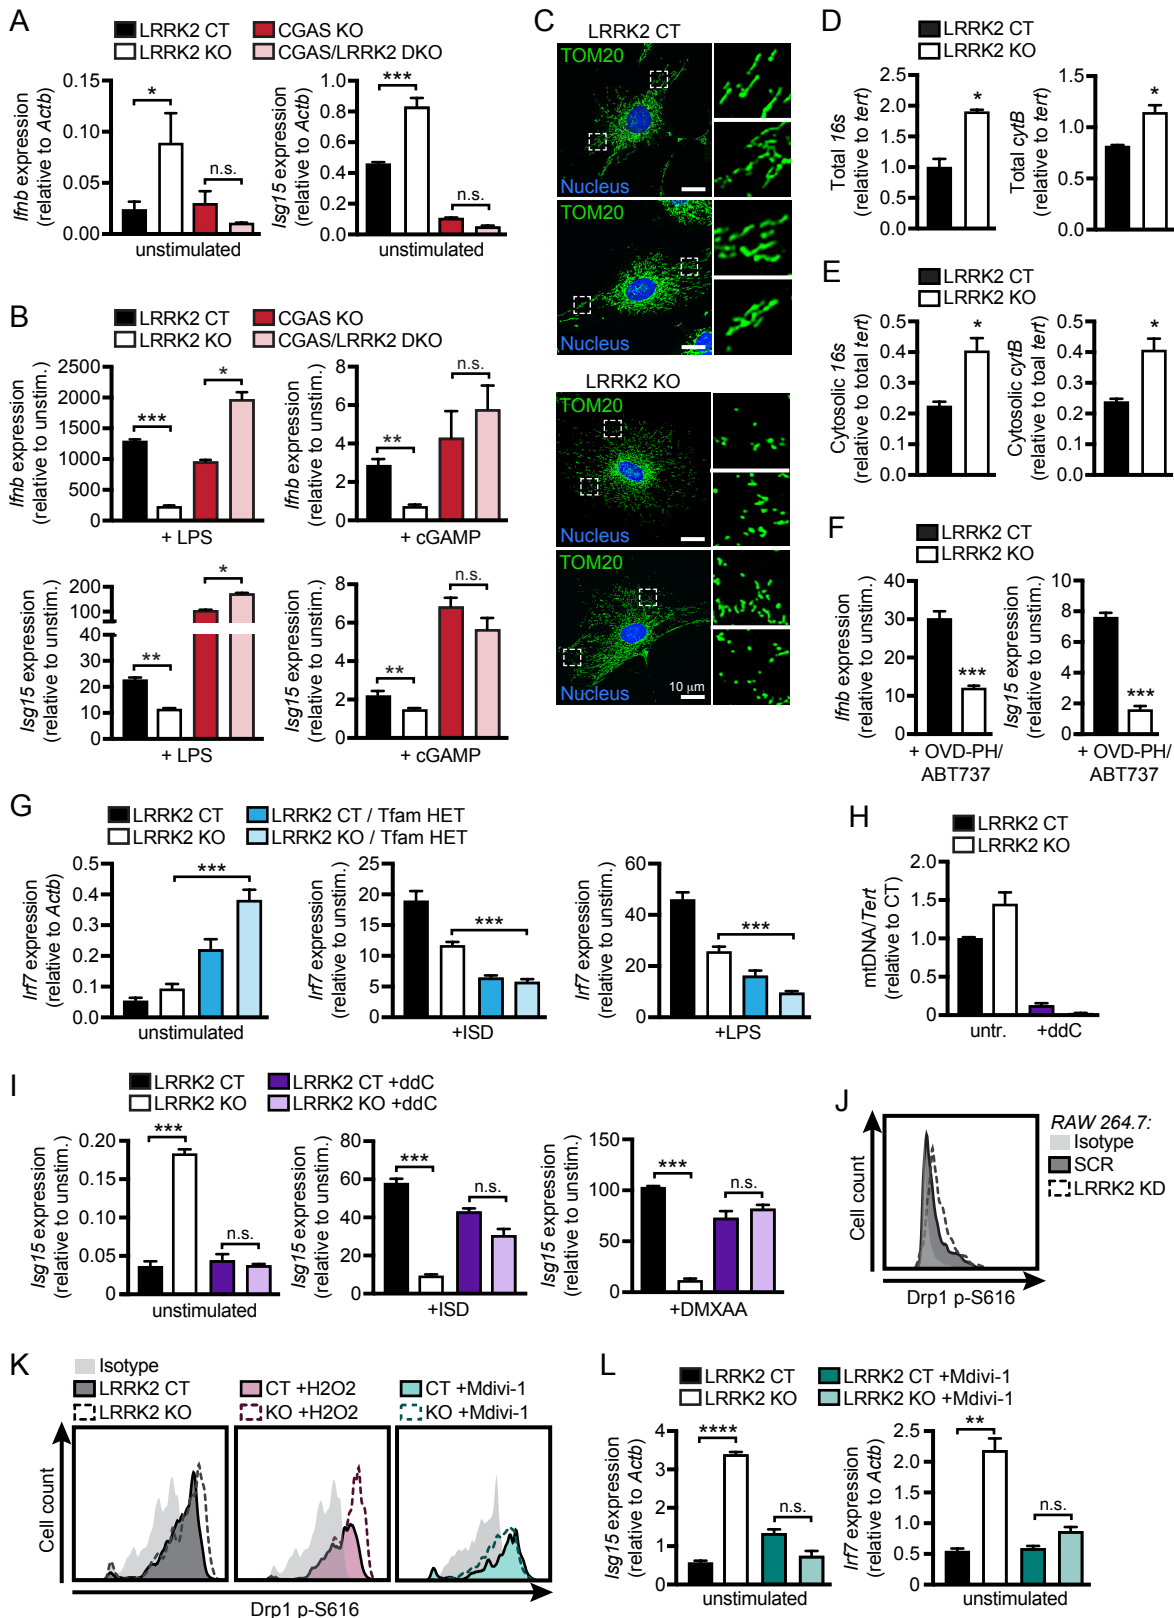 A
LRRK2 CT
CGAS KO
LRRK2 KO
CGAS/LRRK2 DKO
Ifnb expression
(relative to Actb)
0.15
0.10
0.05
0.00
*
n.s.
unstimulated
Isg15 expression
(relative to Actb)
1.0
0.8
0.6
0.4
0.2
0.0
***
n.s.
unstimulated
B
LRRK2 CT
CGAS KO
LRRK2 KO
CGAS/LRRK2 DKO
Ifnb expression
(relative to unstim.)
2500
2000
1500
1000
500
0
***
*
+ LPS
Ifnb expression
(relative to unstim.)
8
6
4
2
0
**
n.s.
+ cGAMP
Isg15 expression
(relative to unstim.)
200
150
100
50
40
30
20
10
0
**
*
+ LPS
Isg15 expression
(relative to unstim.)
8
6
4
2
0
**
n.s.
+ cGAMP
C
LRRK2 CT
TOM20
Nucleus
TOM20
Nucleus
LRRK2 KO
TOM20
Nucleus
TOM20
Nucleus
10 µm
D
LRRK2 CT
LRRK2 KO
Total 16s
(relative to tert)
2.5
2.0
1.5
1.0
0.5
0.0
*
Total cytB
(relative to tert)
1.5
1.0
0.5
0.0
*
E
LRRK2 CT
LRRK2 KO
Cytosolic 16s
(relative to total tert)
0.5
0.4
0.3
0.2
0.1
0.0
*
Cytosolic cytB
(relative to toal tert)
0.5
0.4
0.3
0.2
0.1
0.0
*
F
LRRK2 CT
LRRK2 KO
Ifnb expression
(relative to unstim.)
40
30
20
10
0
***
+ OVD-PH/
ABT737
Isg15 expression
(relative to unstim.)
8
6
4
2
0
***
+ OVD-PH/
ABT737
G
LRRK2 CT
LRRK2 CT / Tfam HET
LRRK2 KO
LRRK2 KO / Tfam HET
Irf7 expression
(relative to Actb)
0.5
0.4
0.3
0.2
0.1
0.0
***
unstimulated
Irf7 expression
(relative to unstim.)
25
20
15
10
5
0
***
+ISD
Irf7 expression
(relative to unstim.)
60
40
20
0
***
+LPS
H
LRRK2 CT
LRRK2 KO
mtDNA/Tert
(relative to CT)
2.0
1.5
1.0
0.5
0
untr.
+ddC
I
LRRK2 CT
LRRK2 CT +ddC
LRRK2 KO
LRRK2 KO +ddC
Isg15 expression
(relative to unstim.)
0.20
0.15
0.10
0.05
0.00
***
n.s.
unstimulated
Isg15 expression
(relative to unstim.)
80
60
40
20
0
***
n.s.
+ISD
Isg15 expression
(relative to unstim.)
150
100
50
0
***
n.s.
+DMXAA
J
Cell count
Drp1 p-S616
RAW 264.7:
Isotype
SCR
LRRK2 KD
K
Isotype
LRRK2 CT
CT +H2O2
CT +Mdivi-1
LRRK2 KO
KO +H2O2
KO +Mdivi-1
Cell count
Drp1 p-S616
L
LRRK2 CT
LRRK2 CT +Mdivi-1
LRRK2 KO
LRRK2 KO +Mdivi-1
Isg15 expression
(relative to Actb)
4
3
2
1
0
****
n.s.
unstimulated
Irf7 expression
(relative to Actb)
2.5
2.0
1.5
1.0
0.5
0.0
**
n.s.
unstimulated